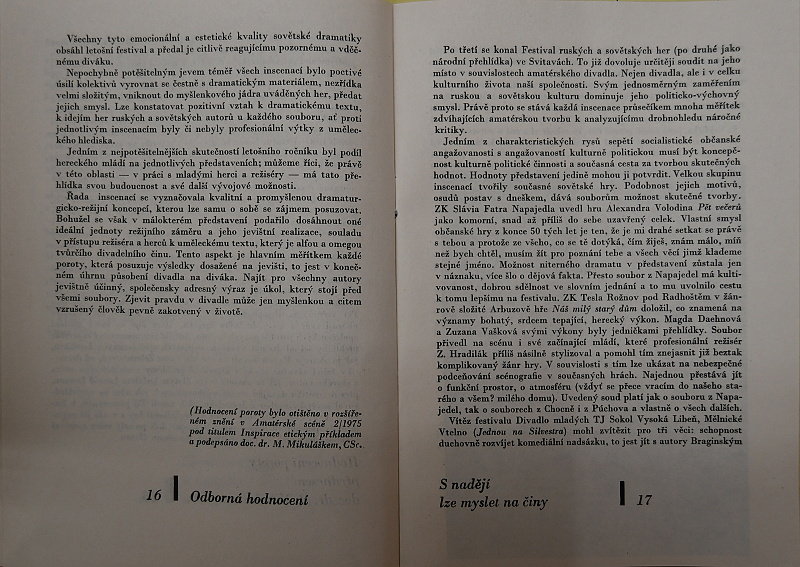 Všechny tyto emocionální a estetické kvality sovětské dramatiky
obsáhl letošní festival a předal je citlivě reagujícímu pozornému a vděč-
nému diváku.
Nepochybně potěšitelným jevem téměř všech inscenací bylo poctivé
úsilí kolektivů vyrovnat se čestně s dramatickým materiálem, nezřídka
velmi složitým, vniknout do myšlenkového jádra uváděných her, předat
jejich smysl. Lze konstatovat pozitivní vztah k dramatickému textu,
k idejím her ruských a sovětských autorů u každého souboru, ať proti
jednotlivým inscenacím byly či nebyly profesionální výtky z umělec-
kého hlediska.
Jedním z nejpotěšitelnějších skutečností letošního ročníku byl podíl
hereckého mládí na jednotlivých představeních; můžeme říci, že právě
v této oblasti — v práci s mladými herci a režiséry — má tato pře-
hlídka svou budoucnost a své další vývojové možnosti.
Řada inscenací se vyznačovala kvalitní a promyšlenou dramatur-
gicko-režijní koncepcí, kterou lze samu o sobě se zájmem posuzovat.
Bohužel se však v málokterém představení podařilo dosáhnout oné
ideální jednoty režijního záměru a jeho jevištní realizace, souladu
v přístupu režiséra a herců k uměleckému textu, který je alfou a omegou
tvůrčího divadelního činu. Tento aspekt je hlavním měřítkem každé
poroty, která posuzuje výsledky dosažené na jevišti, to jest v koneč-
ném úhrnu působení divadla na diváka. Najít pro všechny autory
jevištně účinný, společensky adresný výraz je úkol, který stojí před
všemi soubory. Zjevit pravdu v divadle může jen myšlenkou a citem
vzrušený člověk pevně zakotvený v životě.
(Hodnocení poroty bylo otištěno v rozšíře-
ném znění v Amatérské scéně 2/1975
pod titulem Inspirace etickým příkladem
a podepsáno doc. dr. M. Mikuláškem, CSc.
16 Odborná hodnocení
Po třetí se konal Festival ruských a sovětských her (po druhé jako
národní přehlídka) ve Svitavách. To již dovoluje určitěji soudit na jeho
místo v souvislostech amatérského divadla. Nejen divadla, ale i v celku
kulturního života naší společnosti. Svým jednosměrným zaměřením
na ruskou a sovětskou kulturu dominuje jeho politicko-výchovný
smysl. Právě proto se stává každá inscenace průsečíkem mnoha měřítek
zdvíhajících amatérskou tvorbu k analyzujícímu drobnohledu náročné
kritiky.
Jedním z charakteristických rysů sepětí socialistické občanské
angažovanosti s angažovaností kulturně politickou musí být koncepč-
nost kulturně politické činnosti a současná cesta za tvorbou skutečných
hodnot. Hodnoty představení jedině mohou ji potvrdit. Velkou skupinu
inscenací tvořily současné sovětské hry. Podobnost jejich motivů,
osudů postav s dneškem, dává souborům možnost skutečné tvorby.
ZK Slávia Fatra Napajedla uvedl hru Alexandra Volodina Pět večerů
jako komorní, snad až příliš do sebe uzavřený celek. Vlastní smysl
občanské hry z konce 50 tých let je ten, že je mi drahé setkat se právě
s tebou a protože ze všeho, co se tě dotýká, čím žiješ, znám málo, míň
než bych chtěl, musím žít pro poznání tebe a všech věcí jimž klademe
stejné jméno. Možnost niterného dramatu v představení zůstala jen
v náznaku, více šlo o dějová fakta. Přesto soubor z Napajedel má kulti-
vovanost, dobrou sdělnost ve slovním jednání a to mu uvolnilo cestu
k tomu lepšímu na festivalu. ZK Tesla Rožnov pod Radhoštěm v žán-
rově složité Arbuzově hře Náš milý starý dům doložil, co znamená na
významy bohatý, srdcem tepající, herecký výkon. Magda Daehnová
a Zuzana Vašková svými výkony byly jedničkami přehlídky. Soubor
přivedl na scénu i své začínající mládí, které profesionální režisér
Z. Hradilák příliš násilně stylizoval a pomohl tím znejasnit již beztak
komplikovaný žánr hry. V souvislosti s tím lze ukázat na nebezpečné
podceňování scénografie v současných hrách. Najednou přestává jít
o funkční prostor, o atmosféru (vždyť se přece vracím do našeho sta-
rého a všem? milého domu). Uvedený soud platí jak o souboru z Napa-
jedel, tak o souborech z Chocně i z Púchova a vlastně o všech dalších.
Vítěz festivalu Divadlo mladých TJ Sokol Vysoká Libeň, Mělnické
Vtelno (Jednou na Silvestra) mohl zvítězit pro tři věci: schopnost
duchovně rozvíjet komediální nadsázku, to jest jít s autory Braginským
S nadějí
lze myslet na činy 17